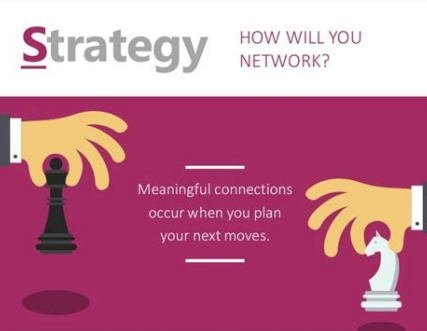 Strategy
HOW WILL YOU
NETWORK?
Meaningful connections
occur when you plan
your next moves.